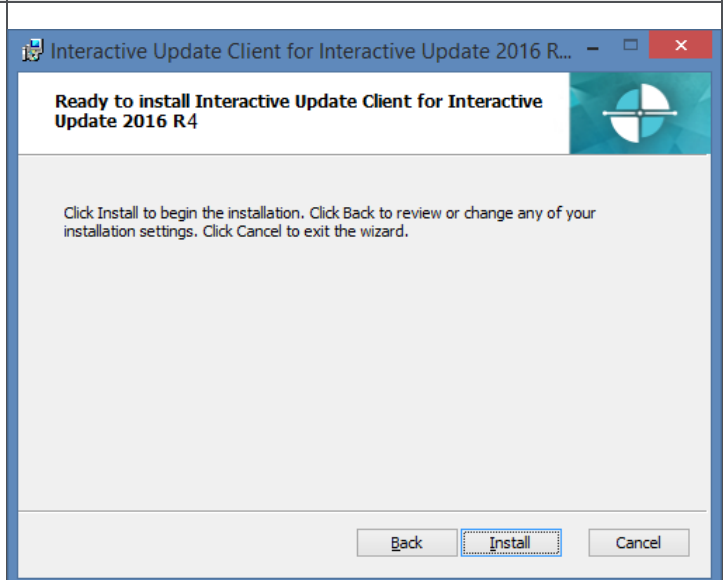 Interactive Update Client for Interactive Update 2016 R...
Ready to install Interactive Update Client for Interactive
Update 2016 R4
Click Install to begin the installation. Click Back to review or change any of your
installation settings. Click Cancel to exit the wizard.
Back Install Cancel